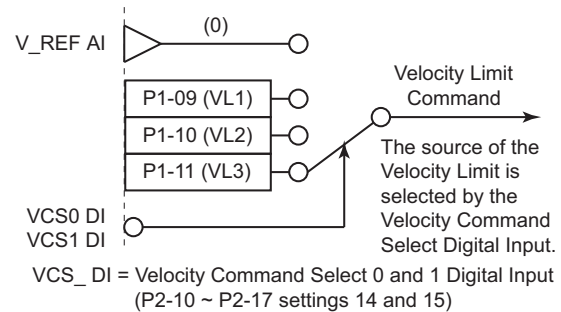 V_REF AI
(0)
P1-09 (VL1)
P1-10 (VL2)
P1-11 (VL3)
Velocity Limit
Command
The source of the
Velocity Limit is
selected by the
Velocity Command
Select Digital Input.
VCS0 DI
VCS1 DI
VCS_ DI = Velocity Command Select 0 and 1 Digital Input
(P2-10 ~ P2-17 settings 14 and 15)